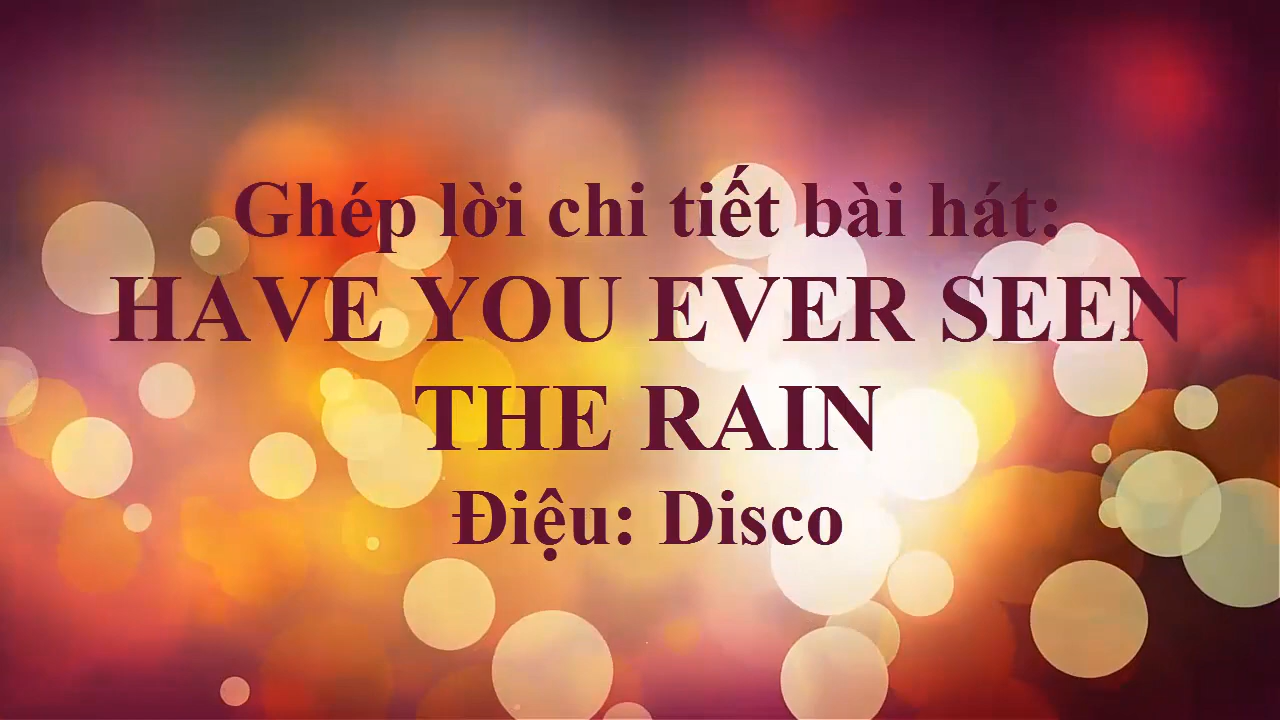 Ghép lời chi tiết bài hát:
HAVE YOU EVER SEEN
THE RAIN
Điệu: Disco